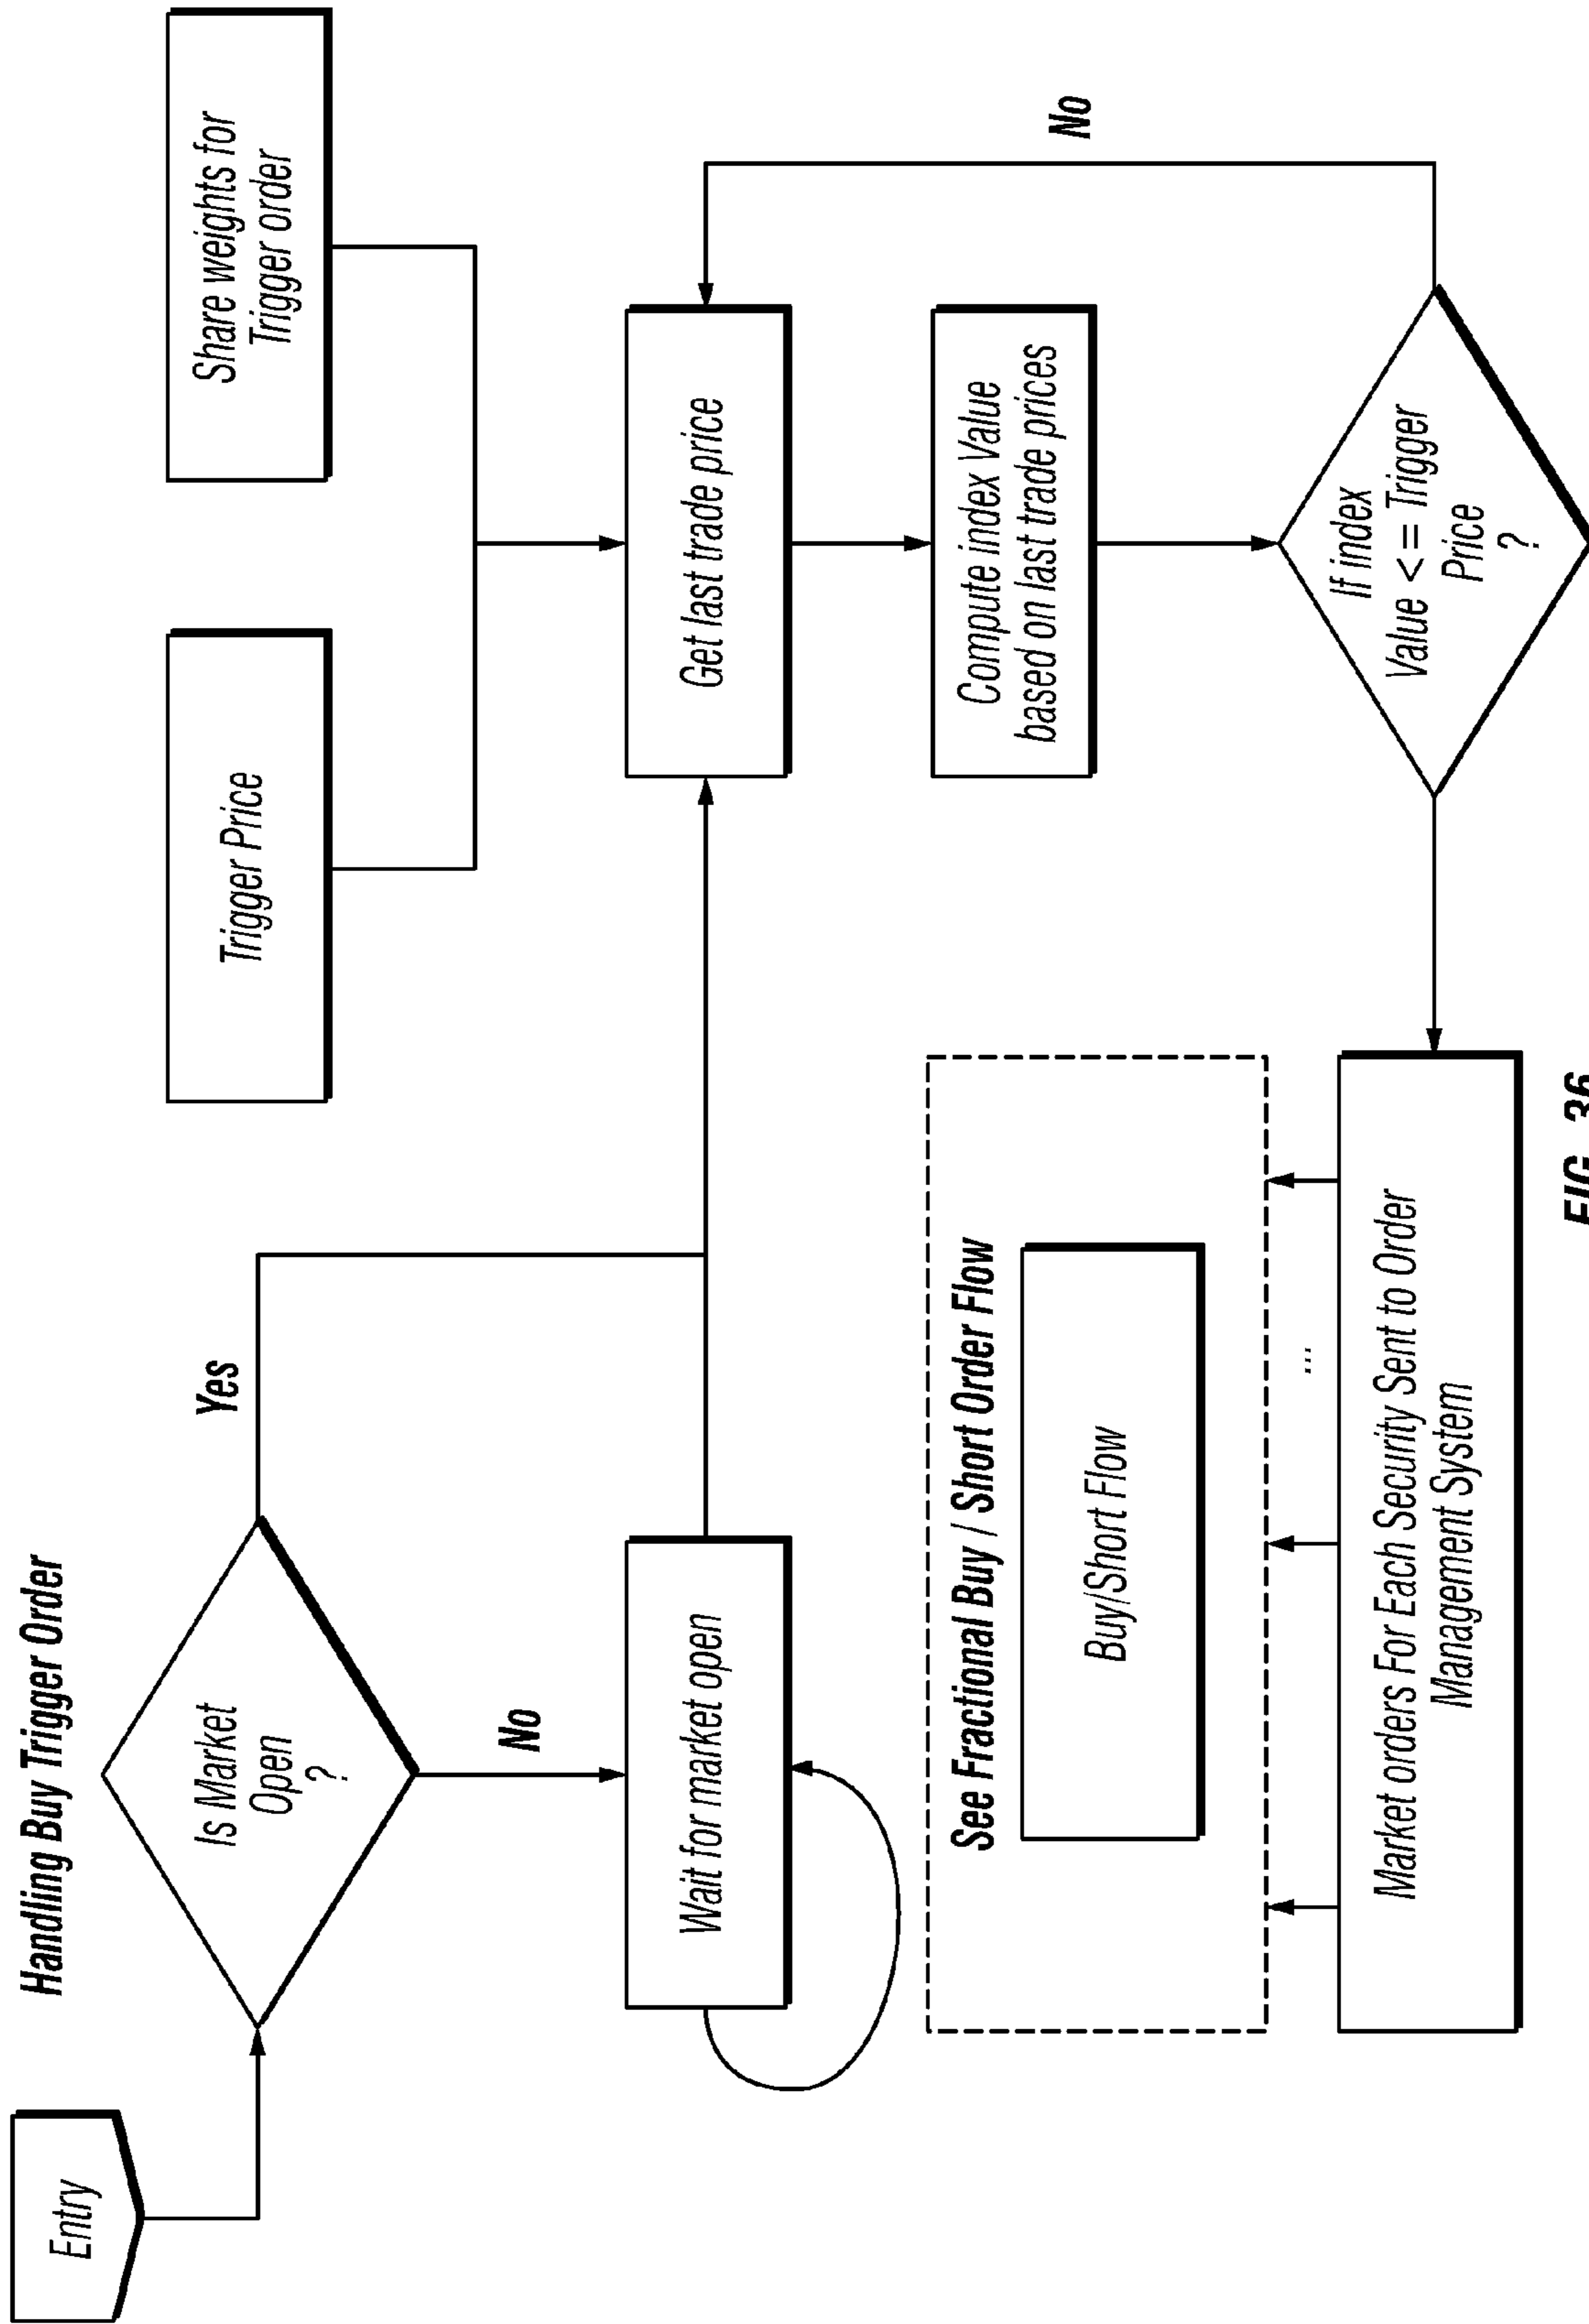 Handling Buy Trigger Order
Entry
Is Market
Open
?
Yes
No
Wait for market open
Trigger Price
Share weights for
Trigger order
Get last trade price
Compute index Value
based on last trade prices
If index
Value <= Trigger
Price
?
No
See Fractional Buy / Short Order Flow
Buy/Short Flow
...
Market orders For Each Security Sent to Order
Management System
FIG. 36